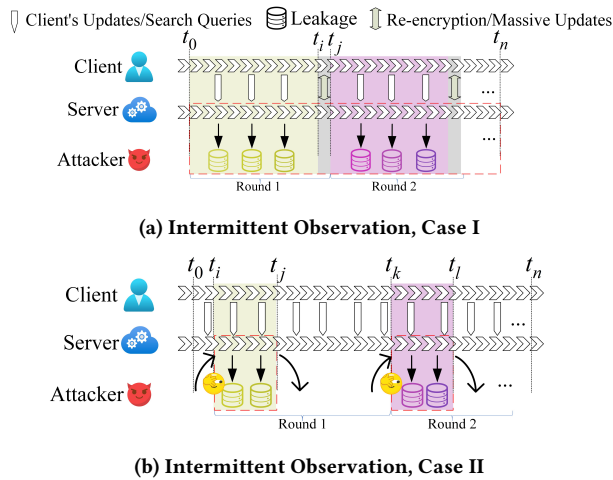 Client's Updates/Search Queries Leakage Re-encryption/Massive Updates
t0 ti tj tn
Client
...
Server
...
Attacker
Round 1 Round 2
(a) Intermittent Observation, Case I
t0 ti tj tk tl tn
Client
...
Server
Attacker
...
Round 1 Round 2
(b) Intermittent Observation, Case II